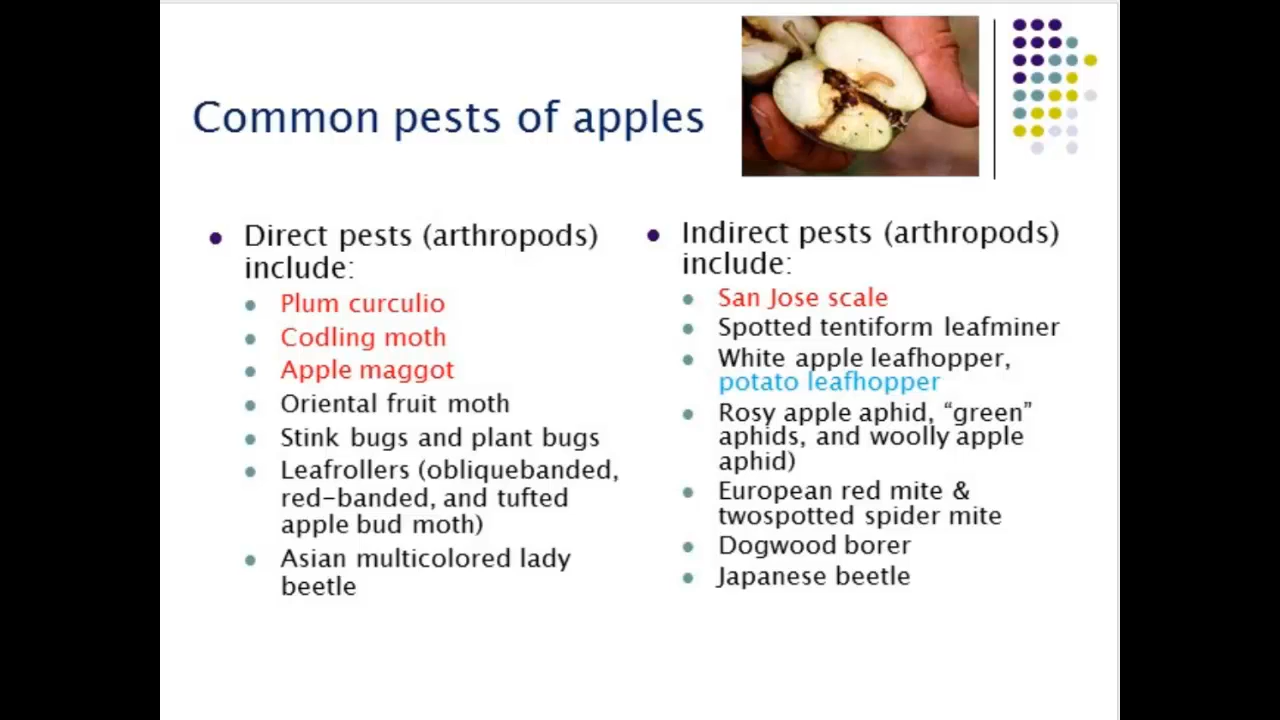 Common pests of apples
Direct pests (arthropods)
include:
Plum curculio
Codling moth
Apple maggot
Oriental fruit moth
Stink bugs and plant bugs
Leafrollers (obliquebanded,
red-banded, and tufted
apple bud moth)
Asian multicolored lady
beetle
Indirect pests (arthropods)
include:
San Jose scale
Spotted tentiform leafminer
White apple leafhopper,
potato leafhopper
Rosy apple aphid, “green”
aphids, and woolly apple
aphid)
European red mite &
twospotted spider mite
Dogwood borer
Japanese beetle